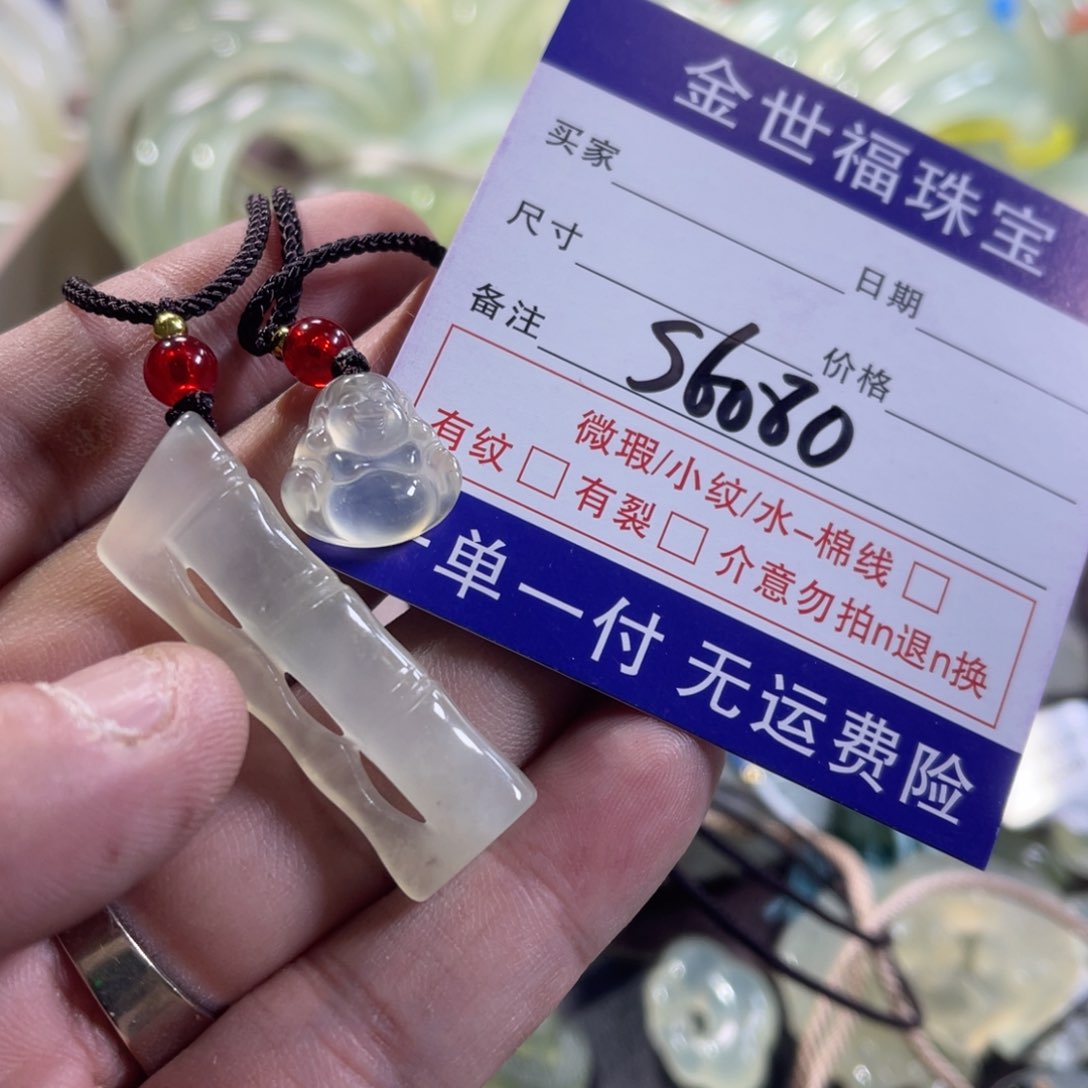 金世福珠宝
买家
日期
尺寸
价格
备注
S6080
微瑕/小纹/水-棉线 □
有纹 □ 有裂 □ 介意勿拍n退n换
一单一付 无运费险